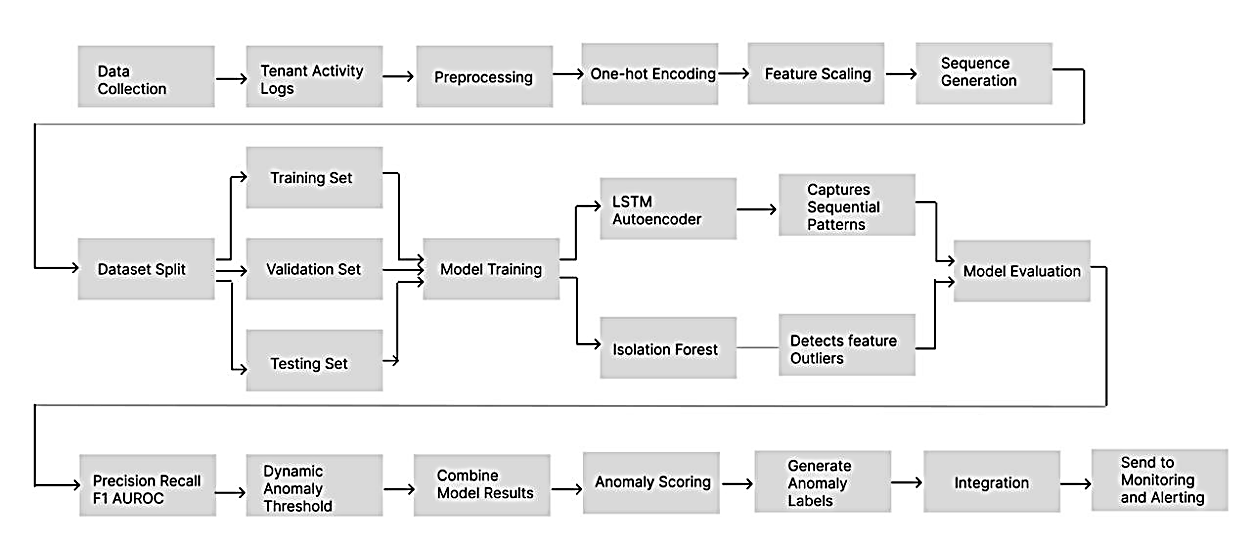 Data
Collection
Tenant Activity
Logs
Preprocessing
One-hot Encoding
Feature Scaling
Sequence
Generation
Training Set
Dataset Split
Validation Set
Testing Set
Model Training
LSTM
Autoencoder
Captures
Sequential
Patterns
Isolation Forest
Detects feature
Outliers
Model Evaluation
Precision Recall
F1 AUROC
Dynamic
Anomaly
Threshold
Combine
Model Results
Anomaly Scoring
Generate
Anomaly
Labels
Integration
Send to
Monitoring
and Alerting